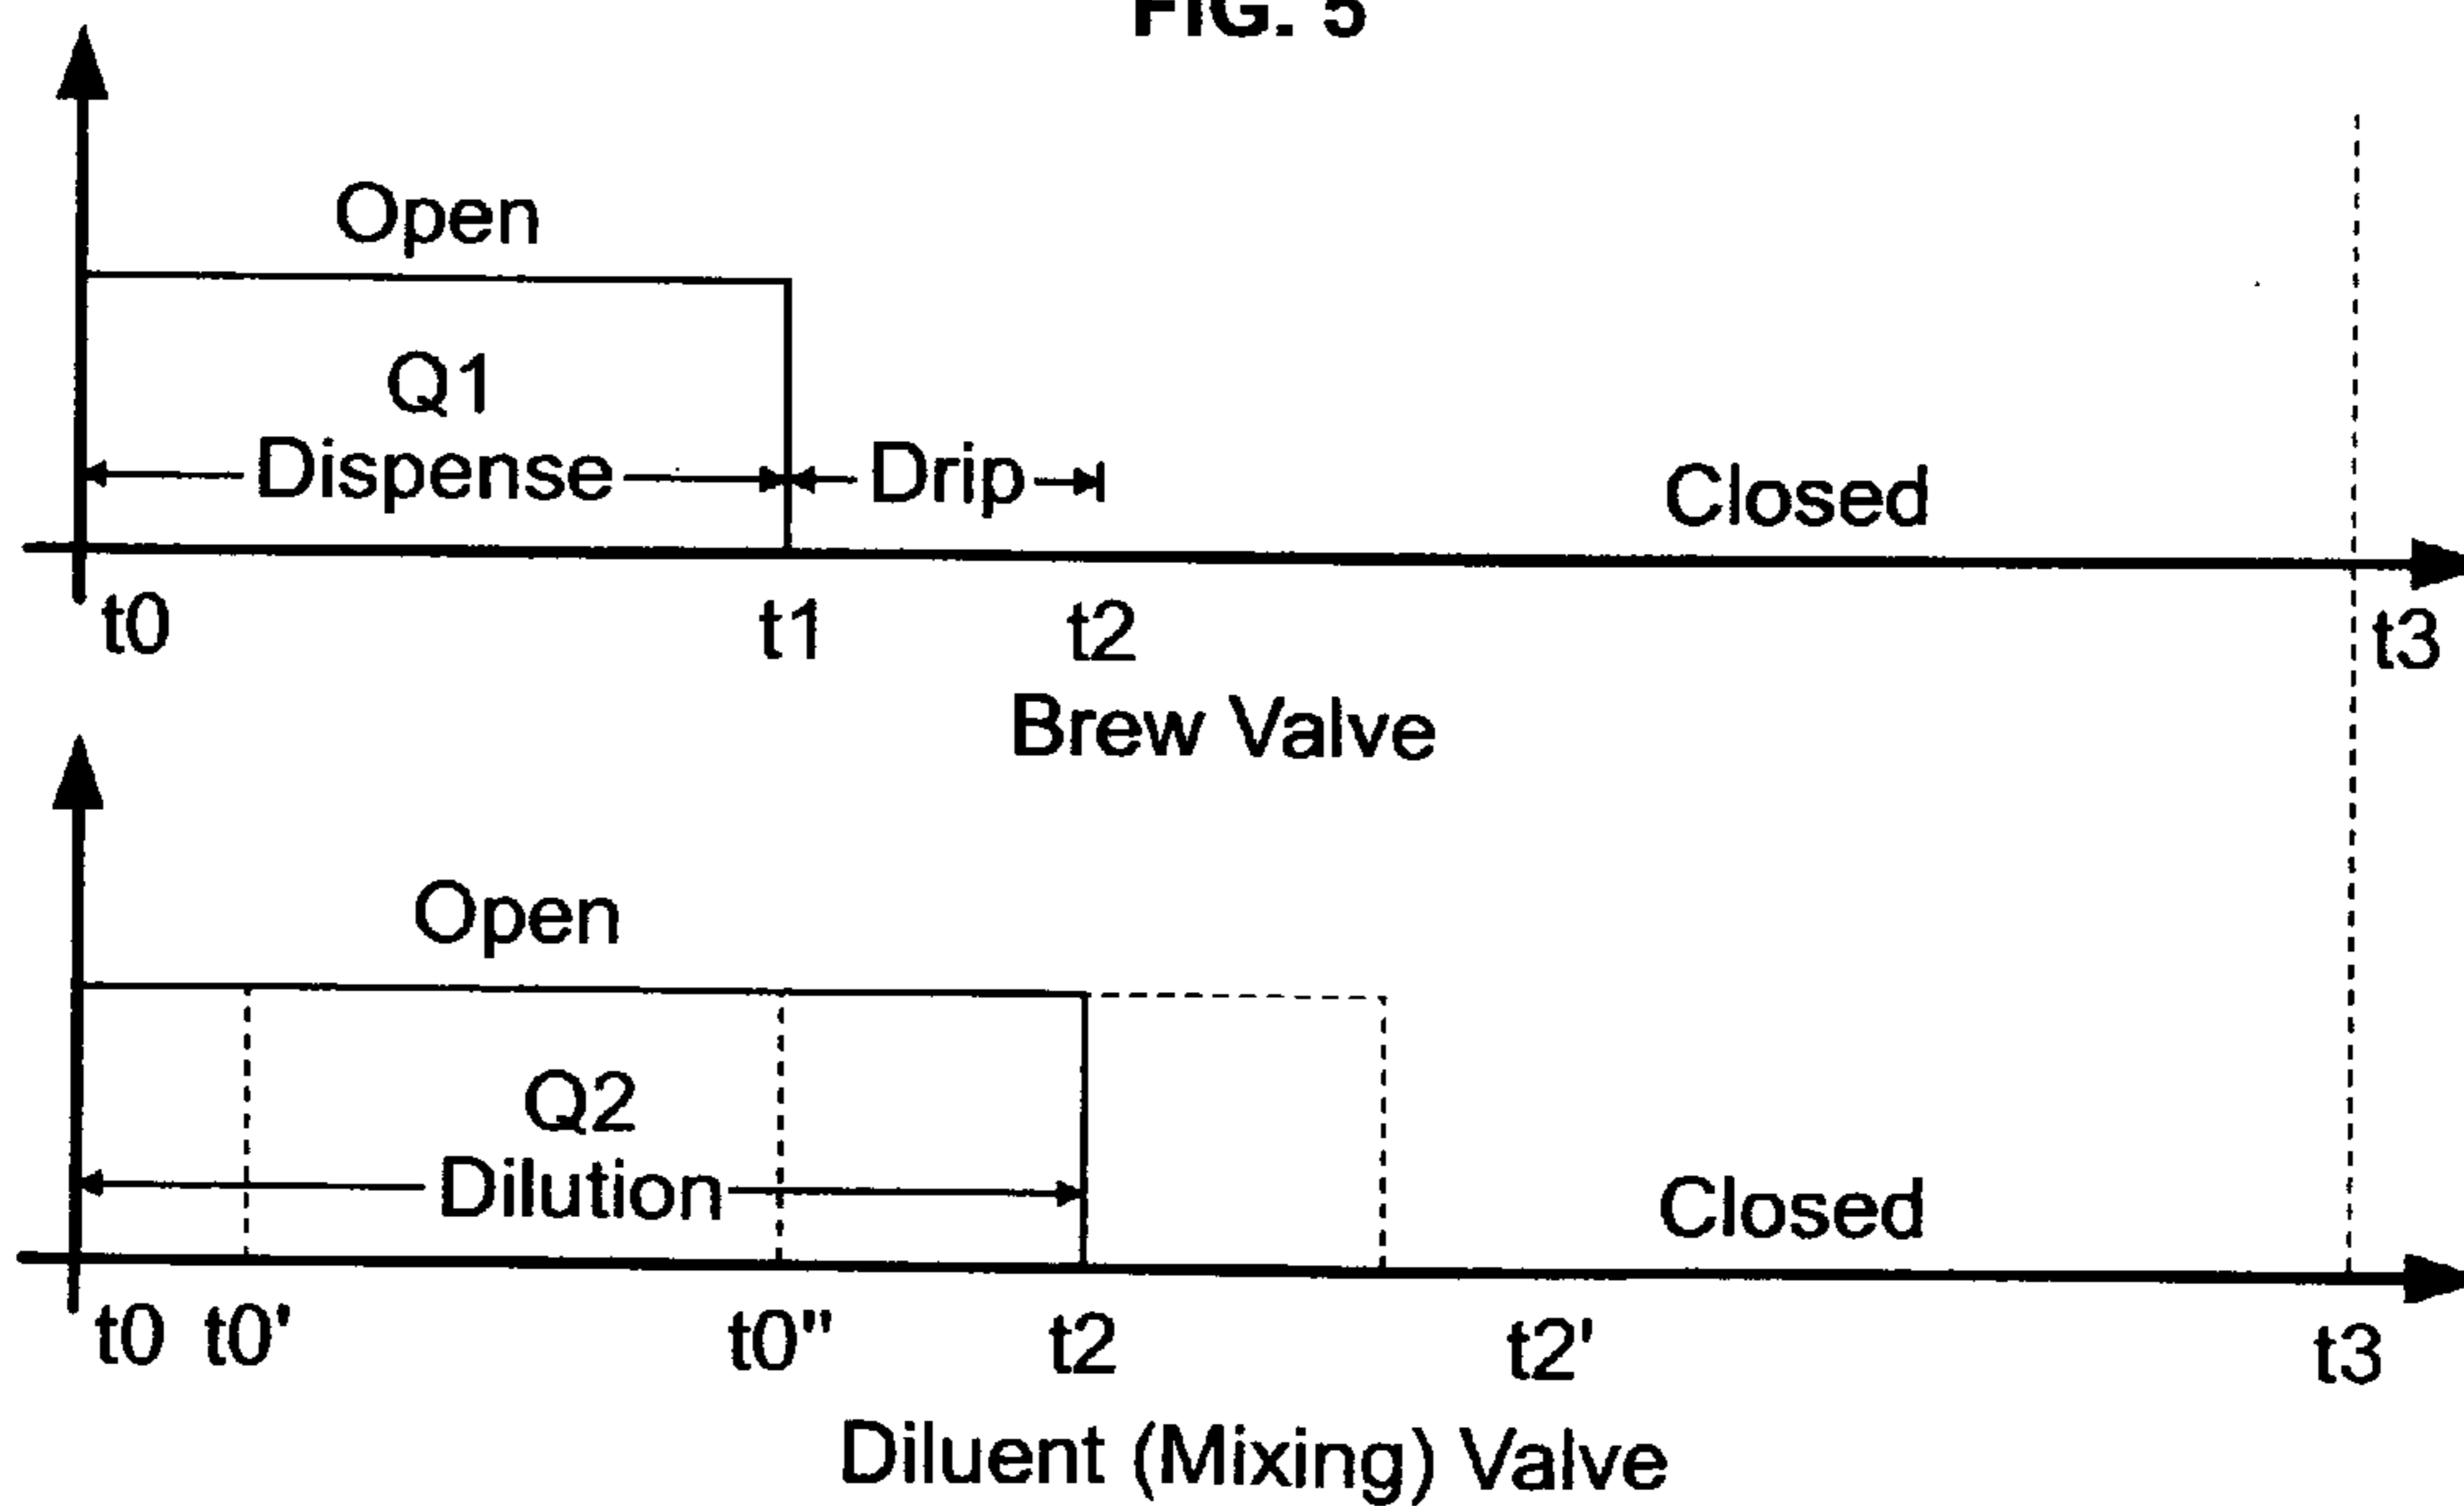 FIG. 5
Open
Q1
Dispense Drip
Closed
t0 t1 t2 t3
Brew Valve
Open
Q2
Dilution
Closed
t0 t0' t0" t2 t2' t3
Diluent (Mixing) Valve